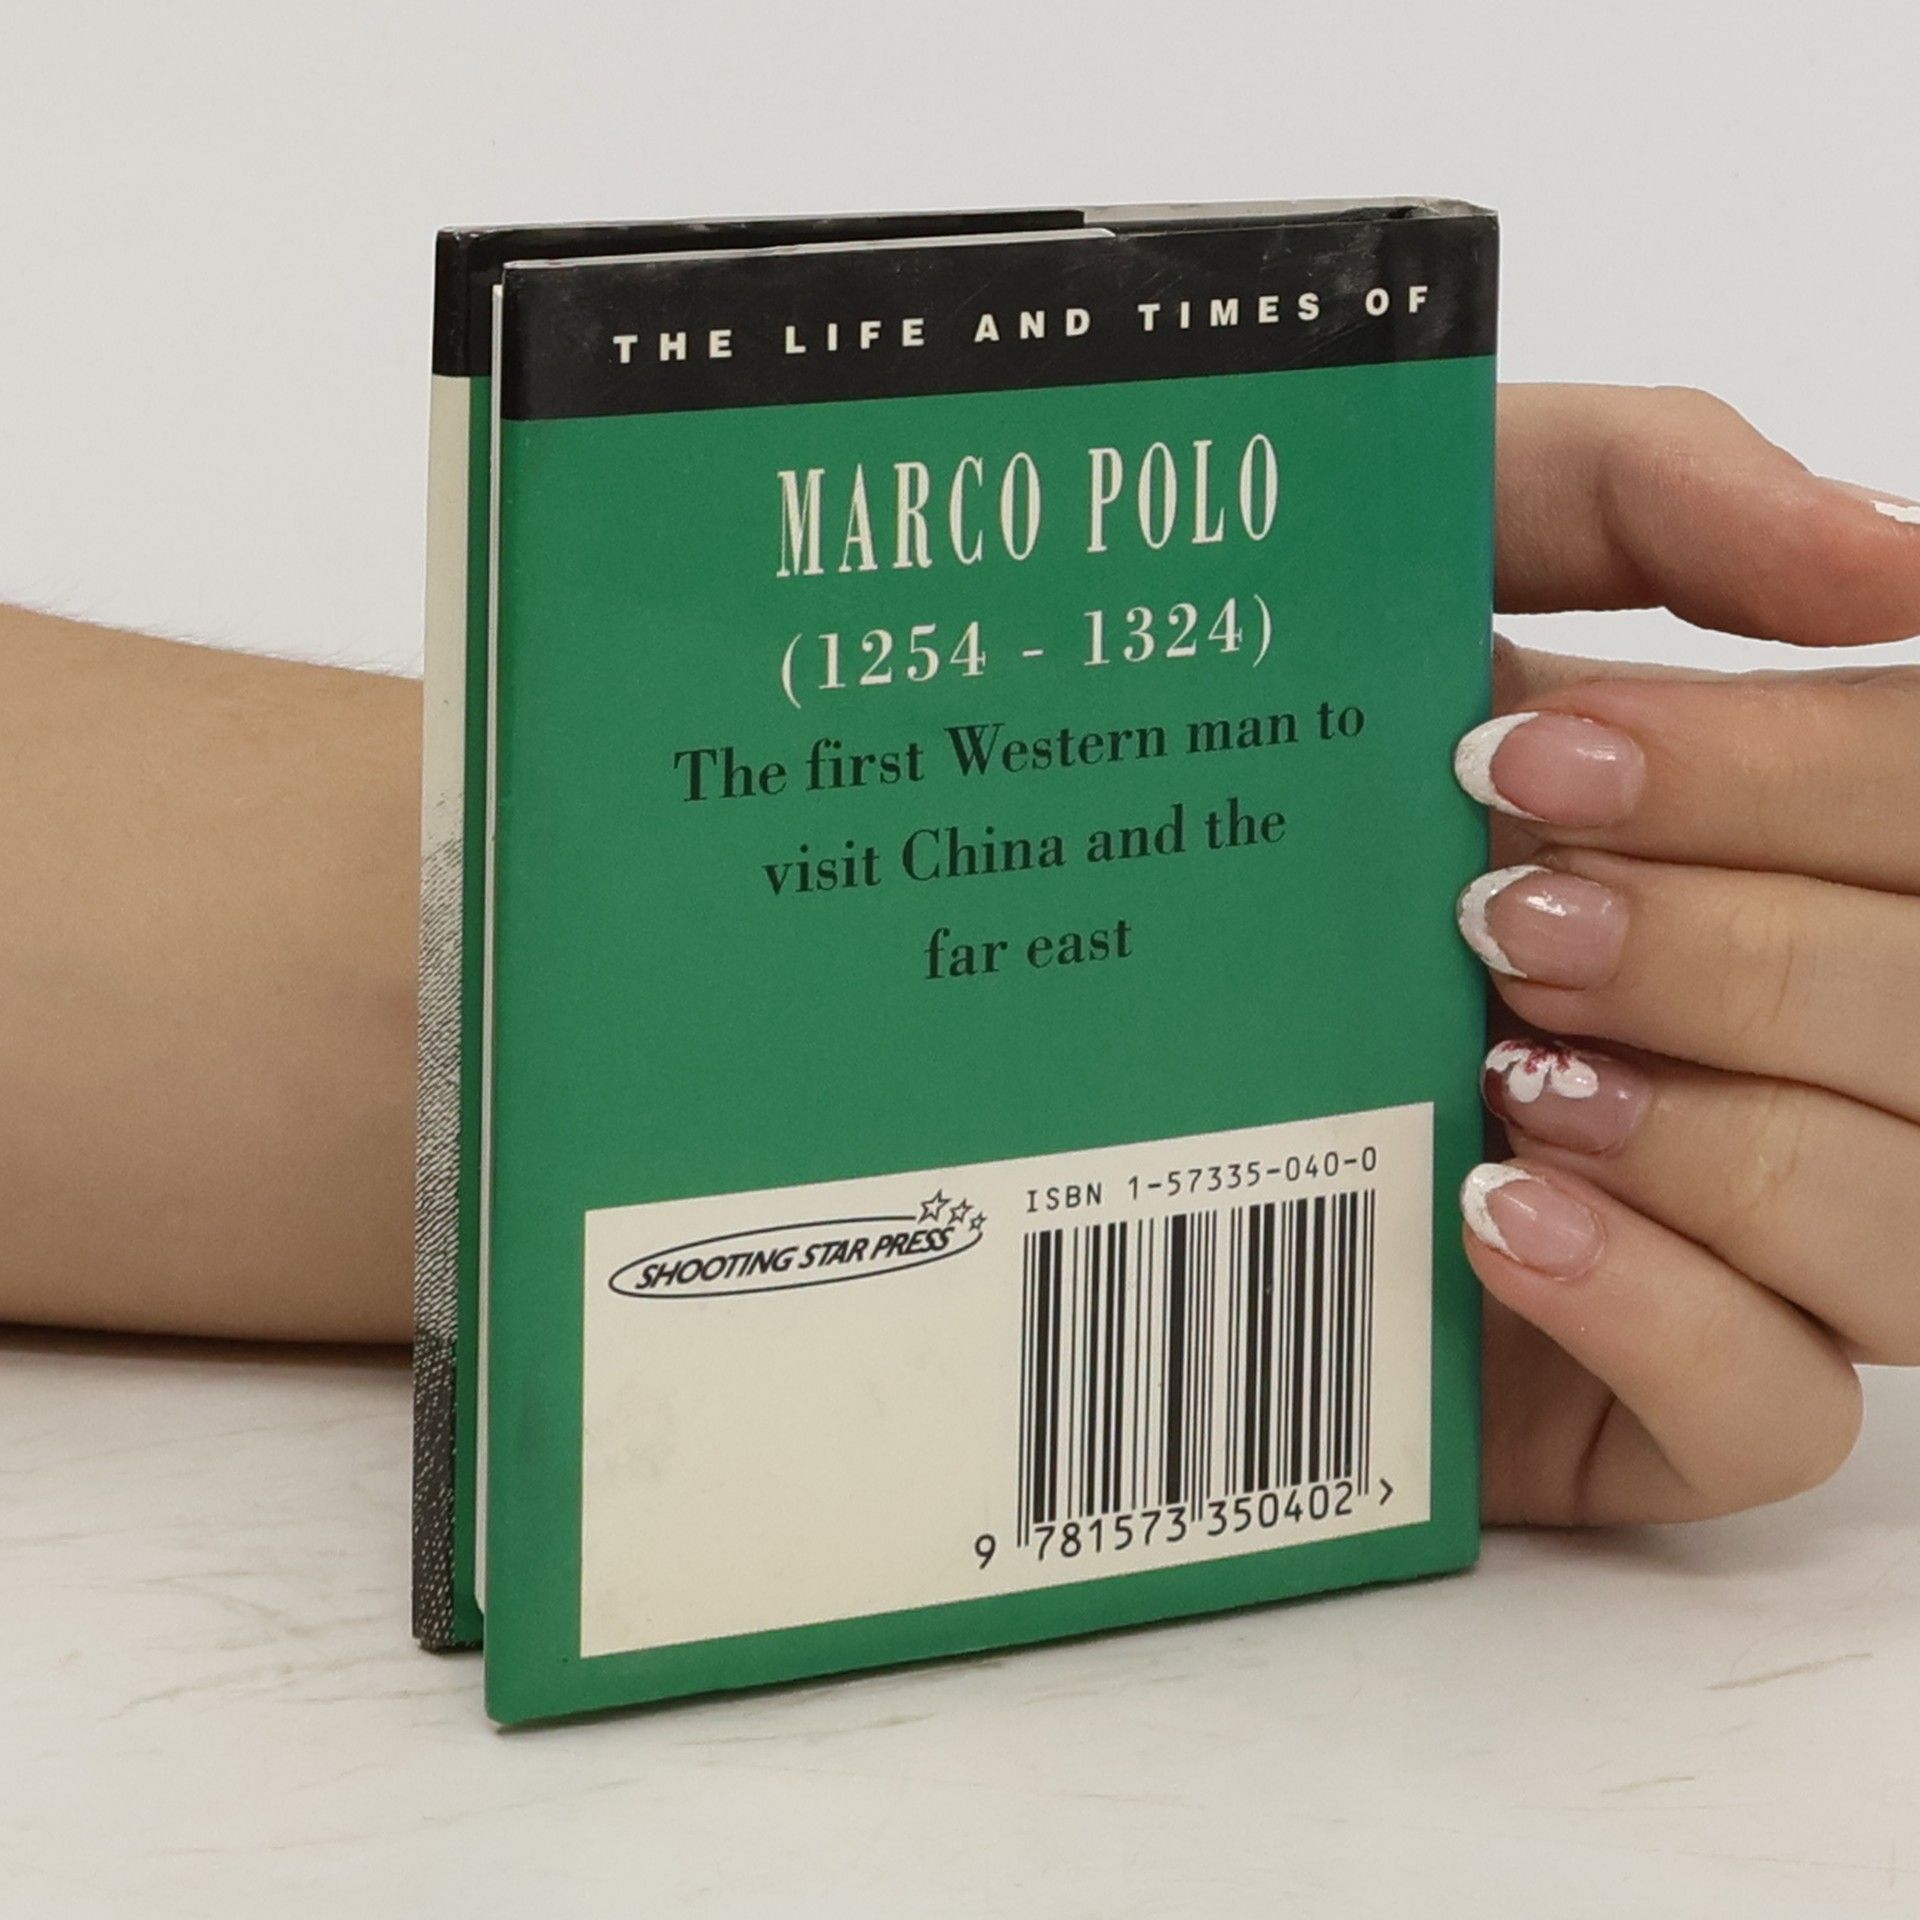 THE LIFE AND TIMES OF
MARCO POLO
(1254 - 1324)
The first Western man to
visit China and the
far east
SHOOTING STAR PRESS
ISBN 1-57335-040-0
9 781573 350402 >